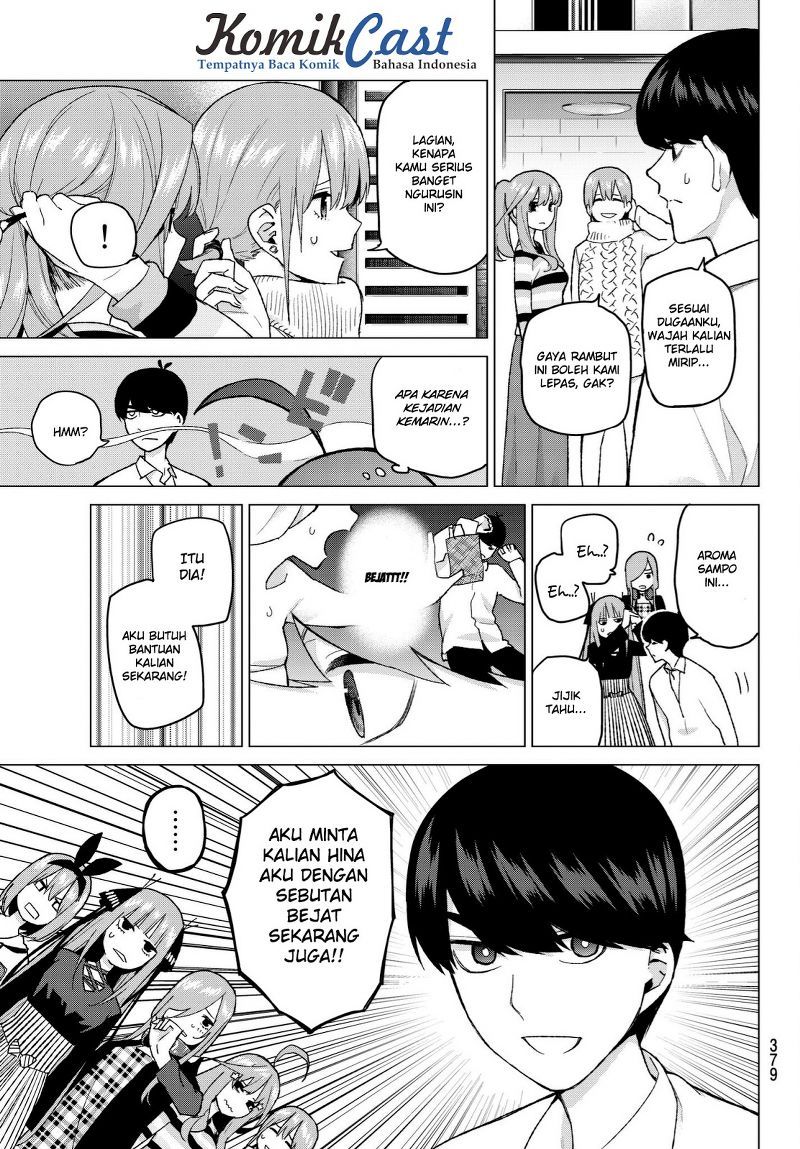 KomikCast
Tempatnya Baca Komik Bahasa Indonesia
SESUAI
DUGAANKU,
WAJAH KALIAN
TERLALU
MIRIP...
GAYA RAMBUT
INI BOLEH KAMI
LEPAS, GAK?
LAGIAN,
KENAPA
KAMU SERIUS
BANGET
NGURUSIN
INI?
!
APA KARENA
KEJADIAN
KEMARIN...?
HMM?
AROMA
SAMPO
INI...
Eh...?
Eh...?
JIJIK
TAHU...
BEJATTT!!
ITU
DIA!
AKU BUTUH
BANTUAN
KALIAN
SEKARANG!
AKU MINTA
KALIAN HINA
AKU DENGAN
SEBUTAN
BEJAT
SEKARANG
JUGA!!
......
379